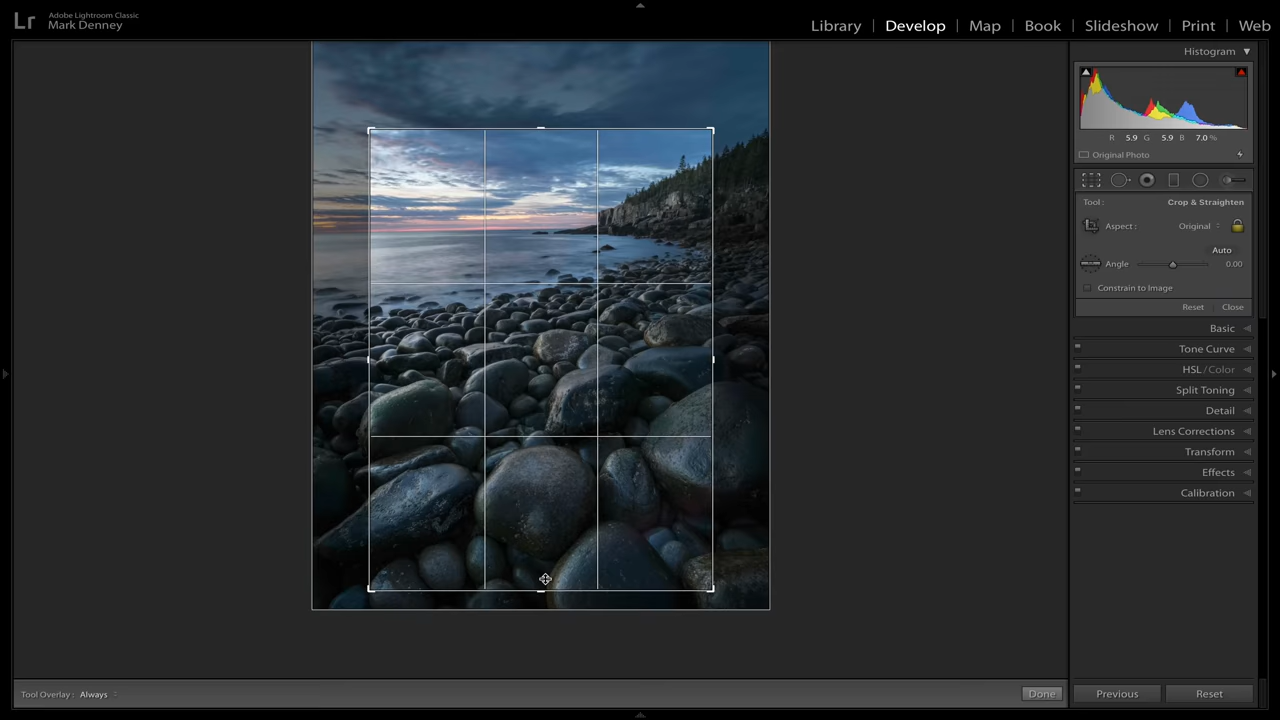 Lr
Adobe Lightroom Classic
Mark Denney
Library | Develop | Map | Book | Slideshow | Print | Web
Histogram
R 5.9 G 5.9 B 7.0 %
Original Photo
Tool : Crop & Straighten
Aspect : Original
Auto
Angle 0.00
Constrain to Image
Reset Close
Basic
Tone Curve
HSL / Color
Split Toning
Detail
Lens Corrections
Transform
Effects
Calibration
Tool Overlay : Always
Done
Previous
Reset